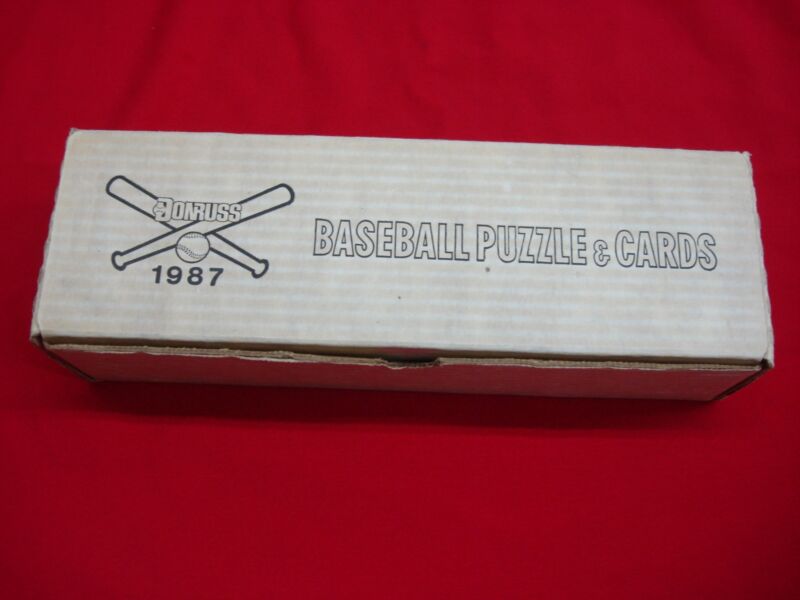 DONRUSS
1987
BASEBALL PUZZLE & CARDS